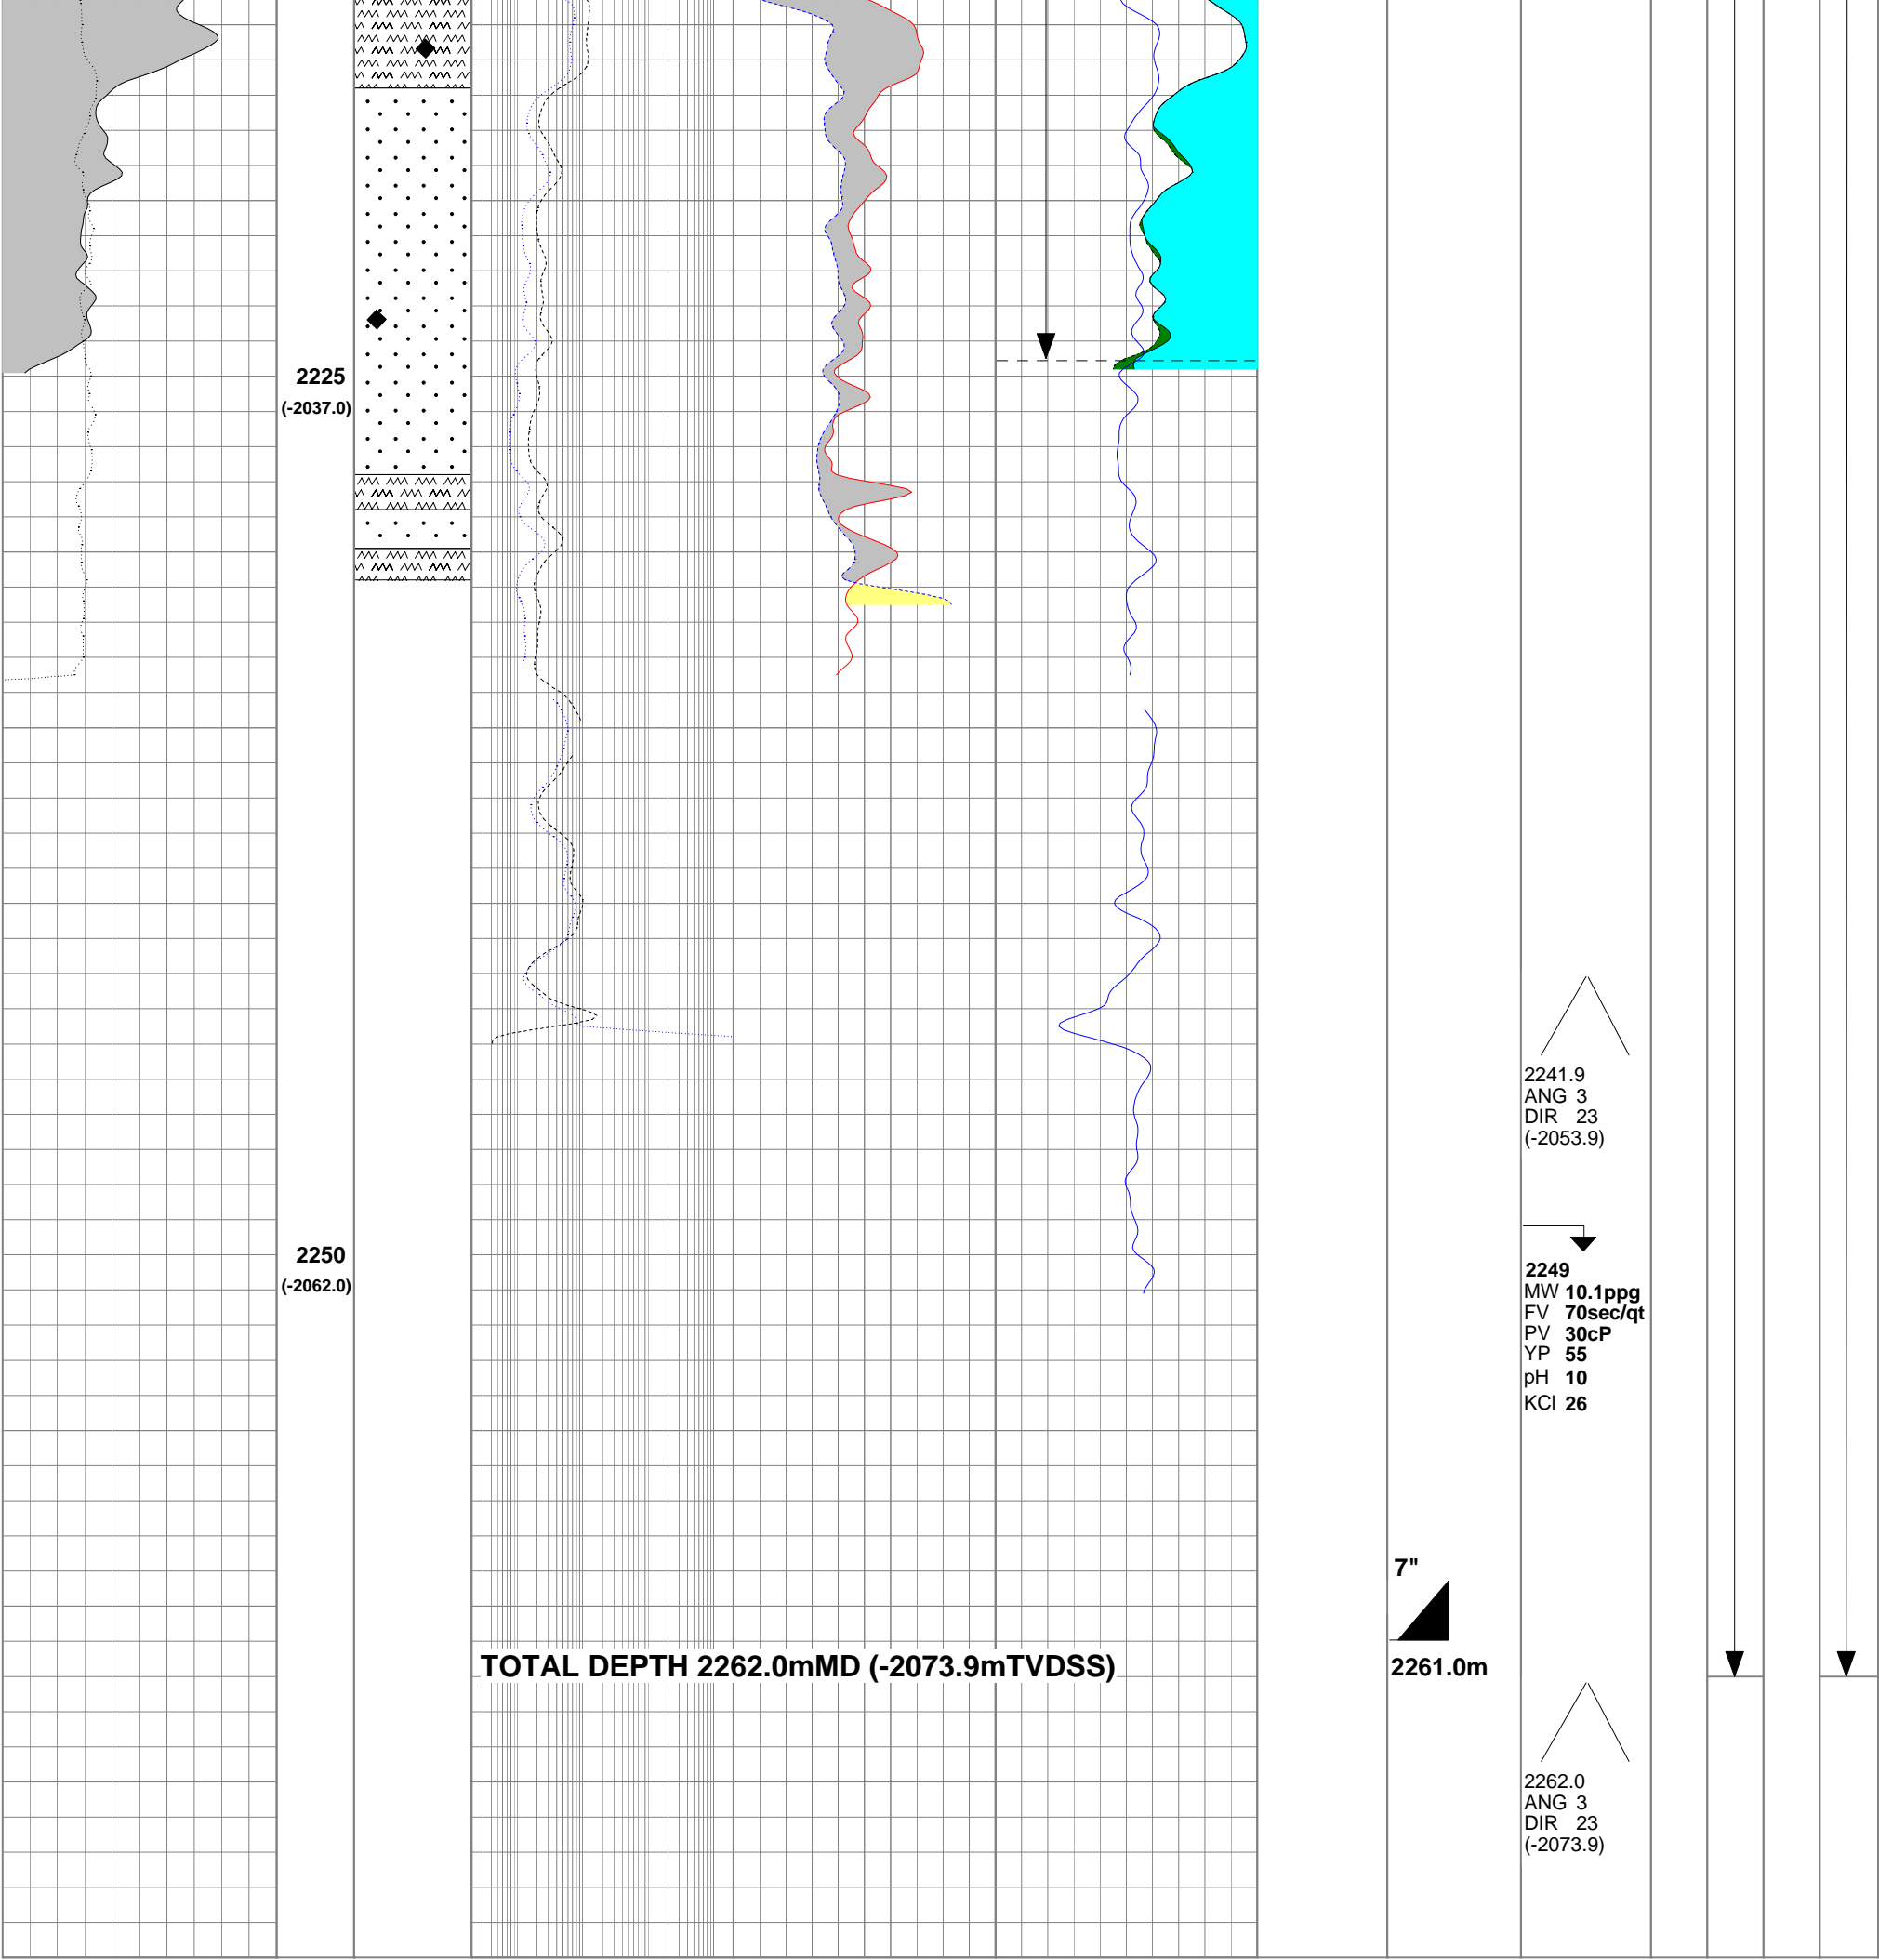 2225
(-2037.0)
2241.9
ANG 3
DIR 23
(-2053.9)
2250
(-2062.0)
2249
MW 10.1ppg
FV 70sec/qt
PV 30cP
YP 55
pH 10
KCl 26
7"
TOTAL DEPTH 2262.0mMD (-2073.9mTVDSS)
2261.0m
2262.0
ANG 3
DIR 23
(-2073.9)